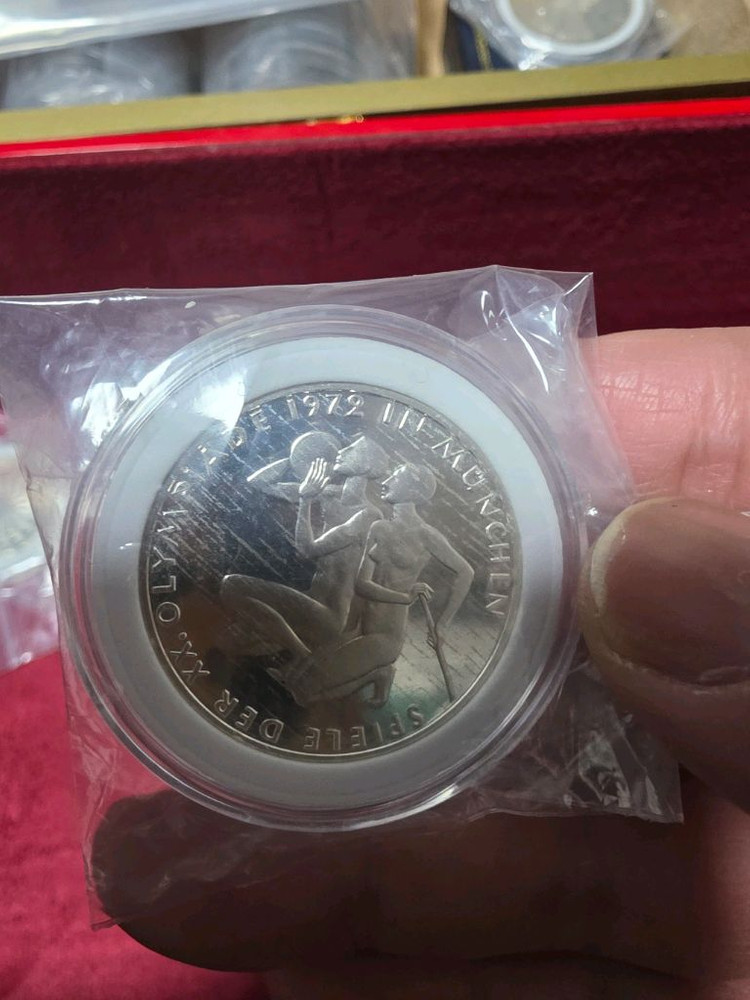 SPIELE DER XX. OLYMPIADE 1972 IN MÜNCHEN